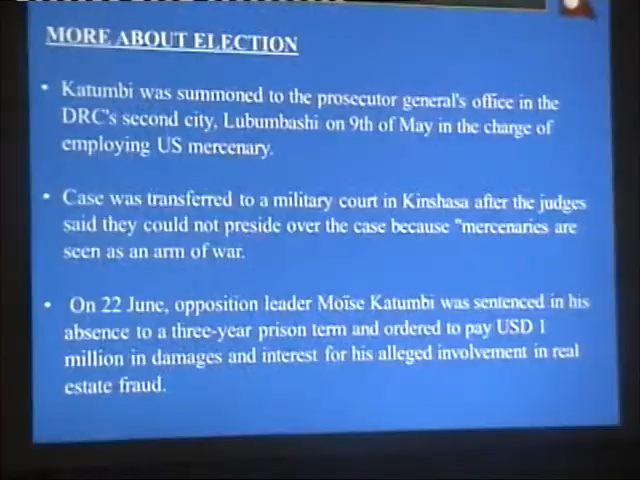 MORE ABOUT ELECTION
• Katumbi was summoned to the prosecutor general's office in the
DRC's second city, Lubumbashi on 9th of May in the charge of
employing US mercenary.
• Case was transferred to a military court in Kinshasa after the judges
said they could not preside over the case because "mercenaries are
seen as an arm of war.
• On 22 June, opposition leader Moïse Katumbi was sentenced in his
absence to a three-year prison term and ordered to pay USD 1
million in damages and interest for his alleged involvement in real
estate fraud.